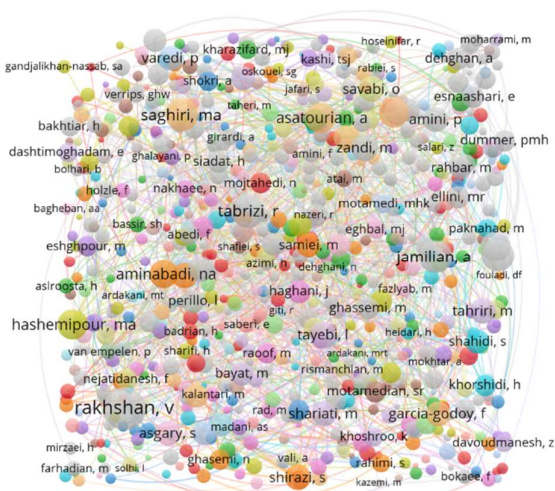 hoseinifar, r
moharrami, m
kharazifard, mj
varedi, p
kashi, tsj
dehghan, a
gandjalikhan-nassab, sa
oskouei, sg
rabiei, s
shokri, a
jafari, s
savabi, o
verrips, ghw
esnaashari, e
taheri, m
saghiri, ma
asatourian, a
amini, p
bakhtiar, h
girardi, a
salari, z
dummer, pmh
dashtimoghadam, e
ghalayani, p
amini, f
zandi, m
siadat, h
rahbar, m
bolhari, b
mojtahedi, n
atai, m
holzle, f
nakhaee, n
ellini, mr
motamedi, mhk
bagheban, aa
tabrizi, r
nazeri, r
bassir, sh
paknahad, m
abedi, f
eghbal, mj
eshghpour, m
shafiei, s
samiei, m
jamilian, a
azimi, h
dehghani, n
fouladi, df
aminabadi, na
aslroosta, h
haghani, j
fazlyab, m
ardakani, mt
perillo, l
ghassemi, m
giti, r
tahriri, m
hashemipour, ma
saberi, e
badrian, h
tayebi, l
heidari, h
shahidi, s
van empelen, p
sharifi, h
raoof, m
ardakani, mrt
mokhtar, a
rismanchian, m
nejatidanesh, f
bayat, m
khorshidi, h
kalantari, m
motamedian, sr
rakhshan, v
rad, m
shariati, m
garcia-godoy, f
madani, as
asgary, s
khoshroo, k
davoudmanesh, z
mirzaei, h
ghasemi, n
vali, a
rahimi, s
farhadian, m
solhi, l
shirazi, s
kazemi, m
bokaee, f